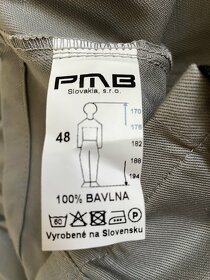 PMB
Slovakia, s.r.o.
48
170
176
182
188
194
100% BAVLNA
60
P
Vyrobené na Slovensku